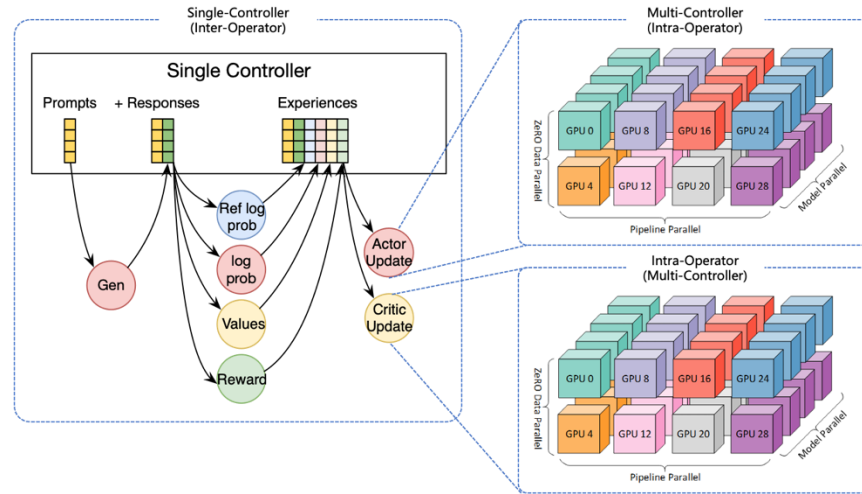 Single-Controller
(Inter-Operator)
Single Controller
Prompts
+ Responses
Experiences
Ref log
prob
log
prob
Gen
Values
Reward
Actor
Update
Critic
Update
Multi-Controller
(Intra-Operator)
ZeRO Data Parallel
GPU 0
GPU 8
GPU 16
GPU 24
GPU 4
GPU 12
GPU 20
GPU 28
Model Parallel
Pipeline Parallel
Intra-Operator
(Multi-Controller)
ZeRO Data Parallel
GPU 0
GPU 8
GPU 16
GPU 24
GPU 4
GPU 12
GPU 20
GPU 28
Model Parallel
Pipeline Parallel